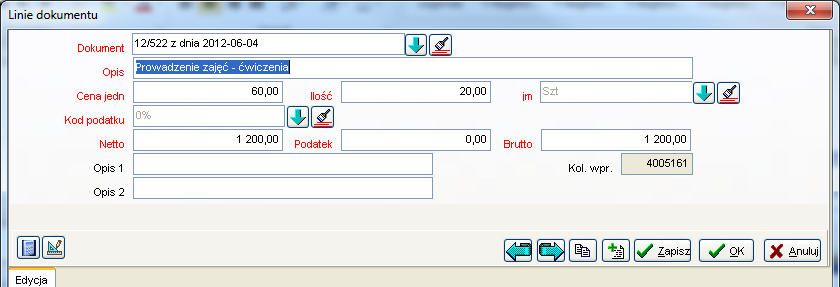 Linie dokumentu
Dokument 12/522 z dnia 2012-06-04
Opis Prowadzenie zajęć - ćwiczenia
Cena jedn 60,00 Ilość 20,00 jm Szt
Kod podatku 0%
Netto 1 200,00 Podatek 0,00 Brutto 1 200,00
Opis 1 Kol. wpr. 4005161
Opis 2
Zapisz OK Anuluj
Edycja